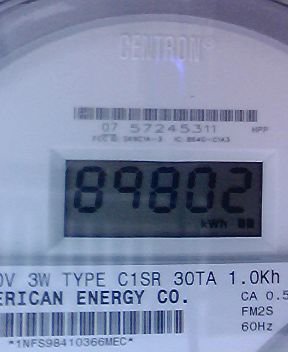 CENTRON®
07 57245311 HPP
89802
kWh
0V 3W TYPE C1SR 30TA 1.0Kh
ERICAN ENERGY CO. CA 0.5
FM2S
60Hz
*1NFS98410366MEC*